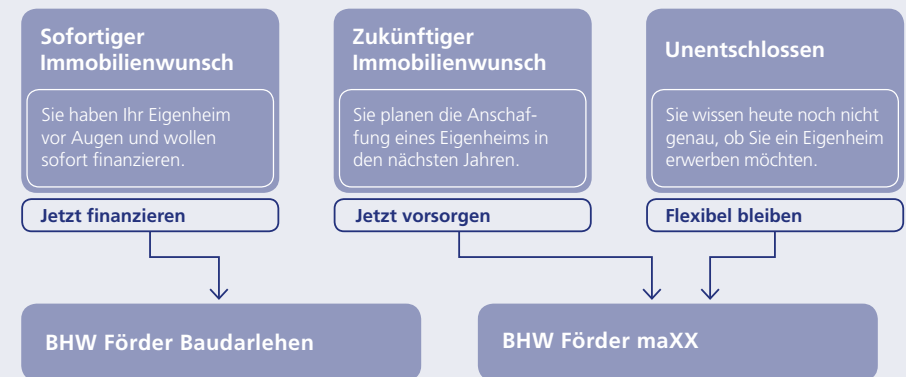 Sofortiger
Immobilienwunsch
Sie haben Ihr Eigenheim
vor Augen und wollen
sofort finanzieren.
Jetzt finanzieren
Zukünftiger
Immobilienwunsch
Sie planen die Anschaf-
fung eines Eigenheims in
den nächsten Jahren.
Jetzt vorsorgen
Unentschlossen
Sie wissen heute noch nicht
genau, ob Sie ein Eigenheim
erwerben möchten.
Flexibel bleiben
BHW Förder Baudarlehen
BHW Förder maXX